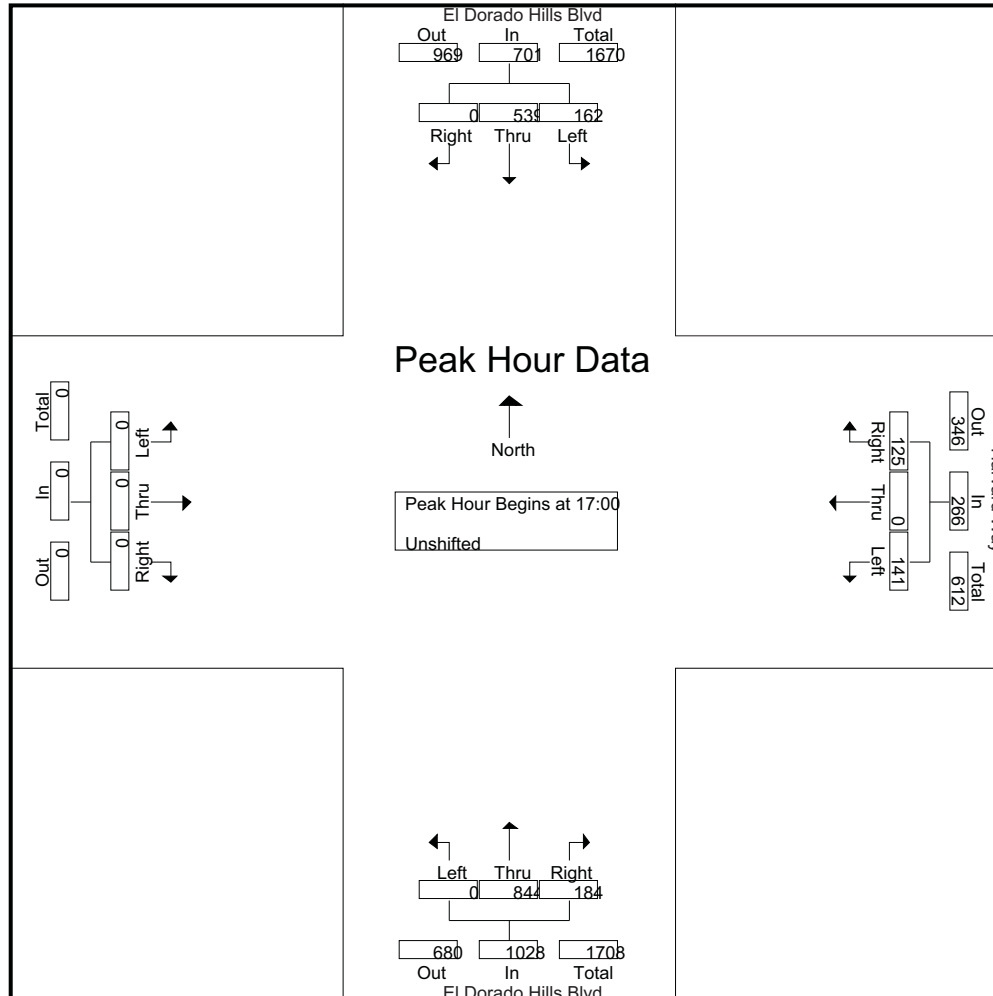 El Dorado Hills Blvd
Out In Total
969 701 1670
0 539 162
Right Thru Left
Peak Hour Data
North
Peak Hour Begins at 17:00
Unshifted
Total In Out
0 0 0
0 0 0
Left Thru Right
Out In Total
346 266 612
Right Thru Left
125 0 141
Left Thru Right
0 844 184
680 1028 1708
Out In Total
El Dorado Hills Blvd